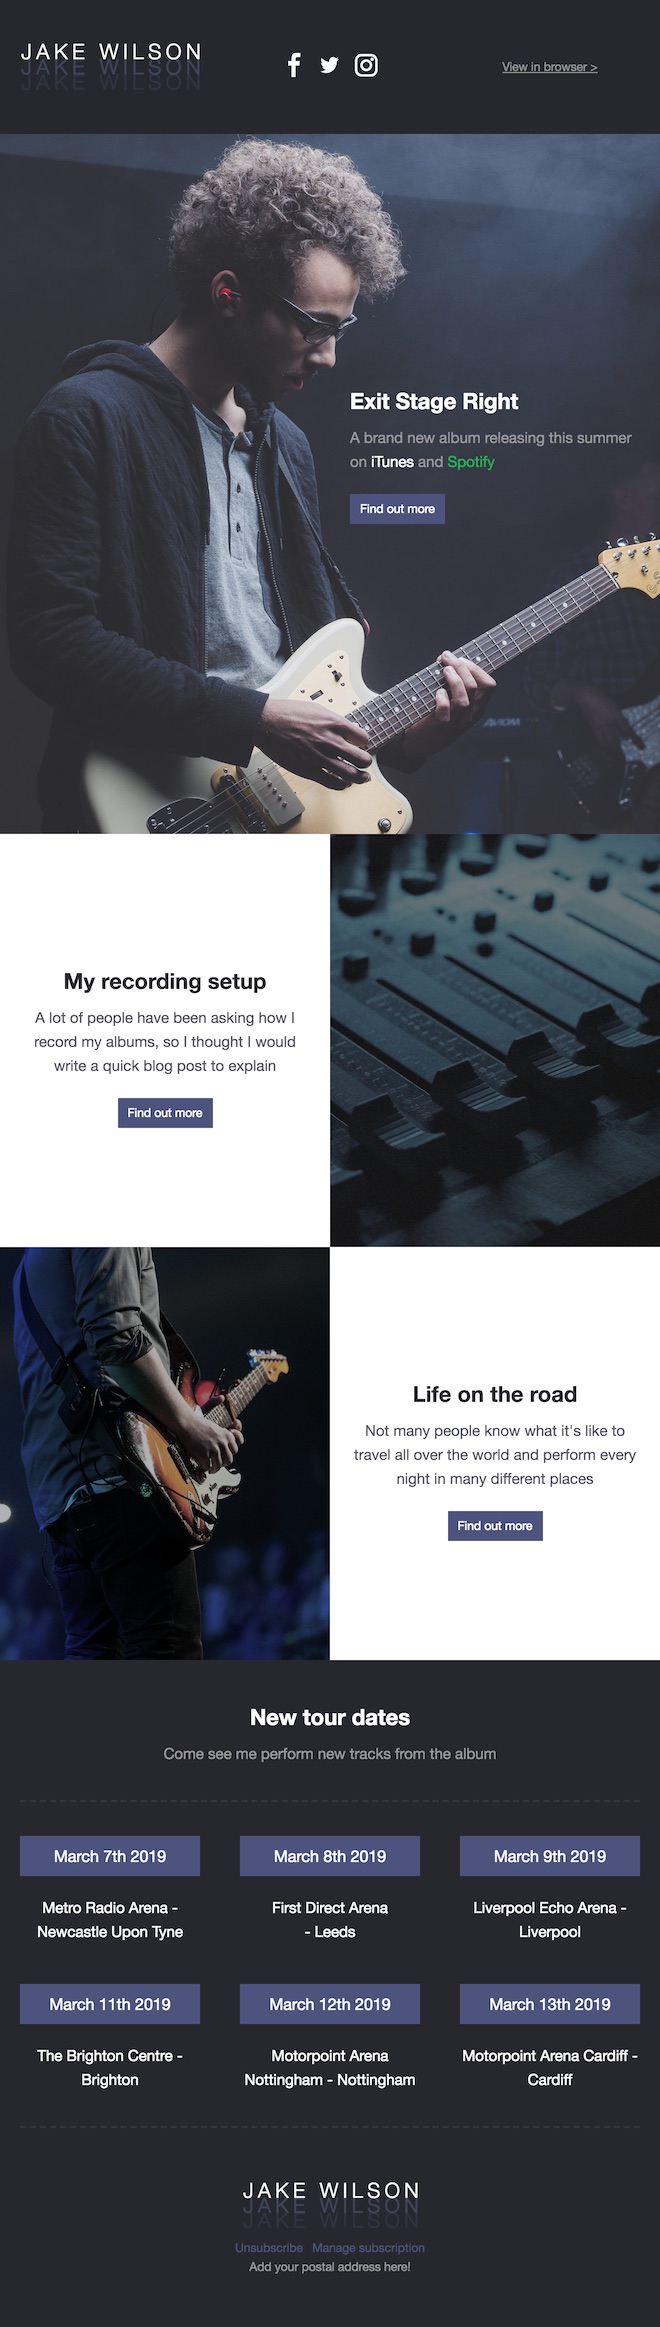 JAKE WILSON
View in browser >
Exit Stage Right
A brand new album releasing this summer
on iTunes and Spotify
Find out more
My recording setup
A lot of people have been asking how I
record my albums, so I thought I would
write a quick blog post to explain
Find out more
Life on the road
Not many people know what it's like to
travel all over the world and perform every
night in many different places
Find out more
New tour dates
Come see me perform new tracks from the album
March 7th 2019
March 8th 2019
March 9th 2019
Metro Radio Arena -
Newcastle Upon Tyne
First Direct Arena
- Leeds
Liverpool Echo Arena -
Liverpool
March 11th 2019
March 12th 2019
March 13th 2019
The Brighton Centre -
Brighton
Motorpoint Arena
Nottingham - Nottingham
Motorpoint Arena Cardiff -
Cardiff
JAKE WILSON
Unsubscribe Manage subscription
Add your postal address here!